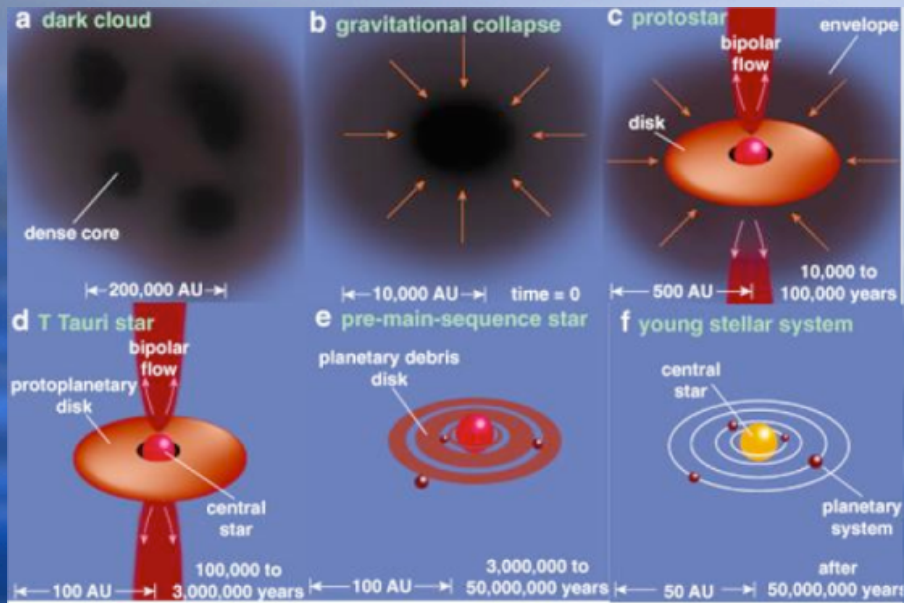 a dark cloud
dense core
200,000 AU
b gravitational collapse
10,000 AU
time = 0
c protostar
envelope
bipolar
flow
disk
500 AU
10,000 to
100,000 years
d T Tauri star
bipolar
flow
protoplanetary
disk
central
star
100 AU
100,000 to
3,000,000 years
e pre-main-sequence star
planetary debris
disk
100 AU
3,000,000 to
50,000,000 years
f young stellar system
central
star
planetary
system
50 AU
after
50,000,000 years